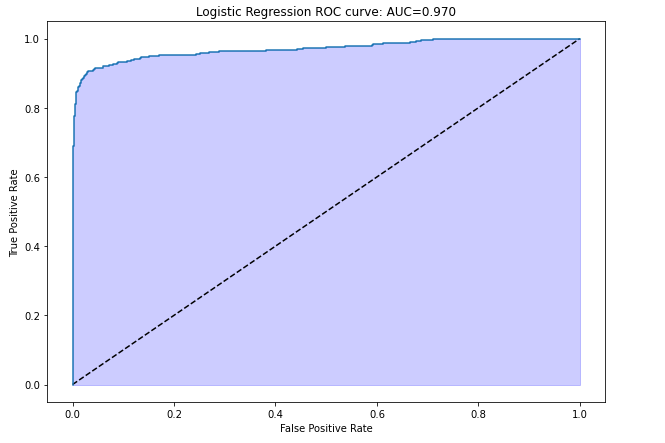 Logistic Regression ROC curve: AUC=0.970
1.0
0.8
0.6
0.4
0.2
0.0
True Positive Rate
0.0 0.2 0.4 0.6 0.8 1.0
False Positive Rate